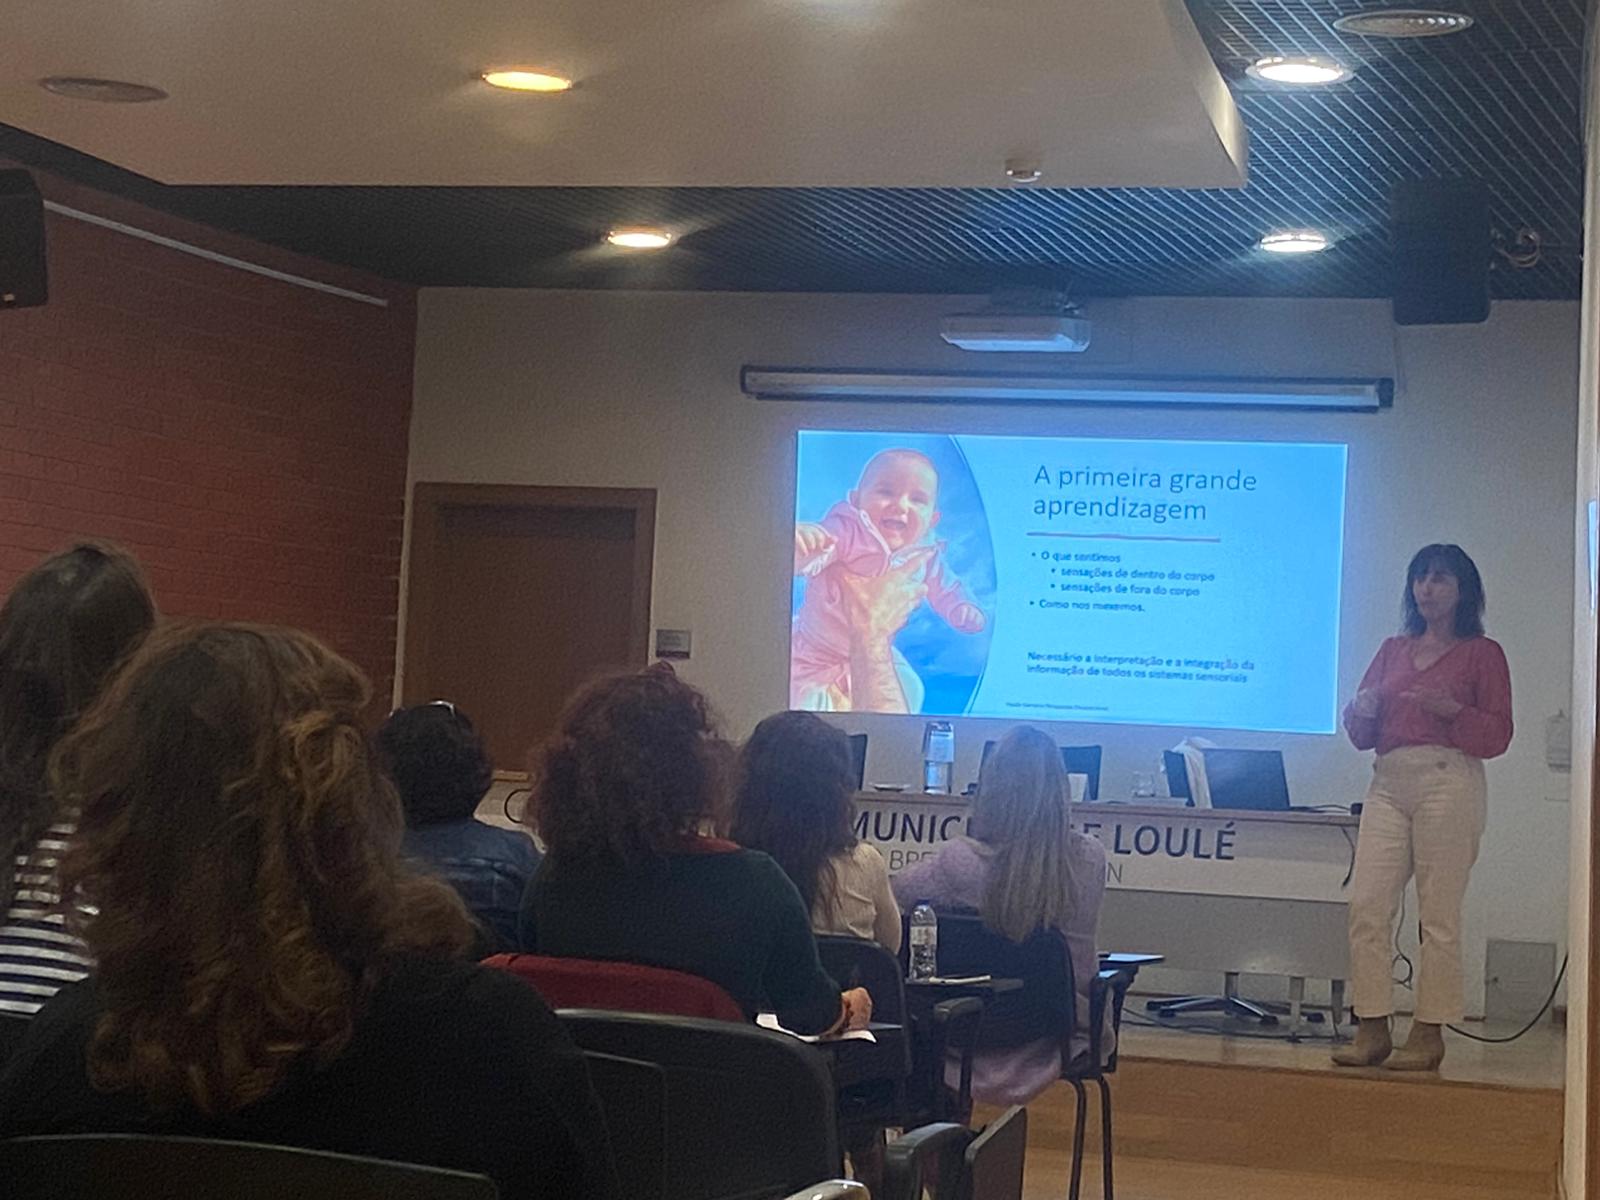 A primeira grande
aprendizagem
• O que sentimos
• sensações de dentro do corpo
• sensações de fora do corpo
• Como nos mexemos.
Necessário a interpretação e a integração da
informação de todos os sistemas sensoriais
LOULÉ